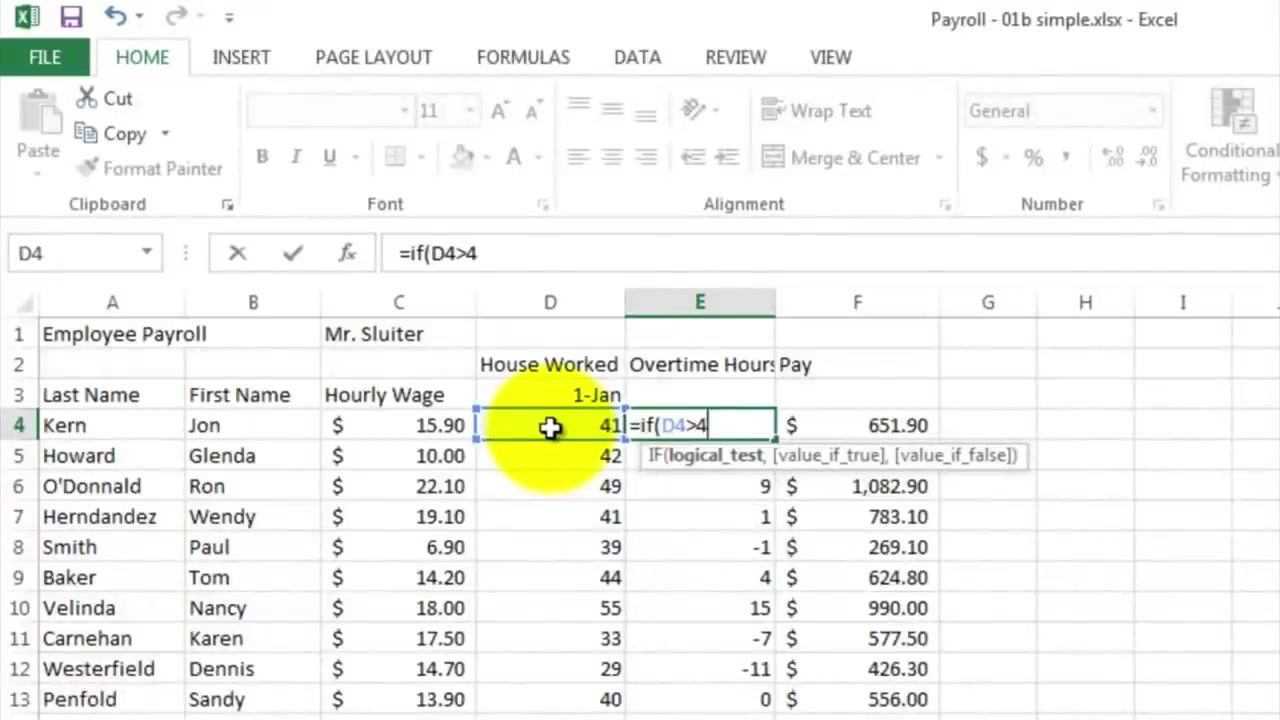 Payroll - 01b simple.xlsx - Excel
FILE HOME INSERT PAGE LAYOUT FORMULAS DATA REVIEW VIEW
Cut
Copy
Format Painter
Paste
11
Wrap Text
Merge & Center
General
$ % ,
Conditional
Formatting
Clipboard Font Alignment Number
D4 =if(D4>4
A B C D E F G H I
1 Employee Payroll Mr. Sluiter
2 House Worked Overtime Hours Pay
3 Last Name First Name Hourly Wage 1-Jan
4 Kern Jon $ 15.90 41 =if(D4>4 $ 651.90
5 Howard Glenda $ 10.00 42 IF(logical_test, [value_if_true], [value_if_false])
6 O'Donnald Ron $ 22.10 49 9 $ 1,082.90
7 Herndandez Wendy $ 19.10 41 1 $ 783.10
8 Smith Paul $ 6.90 39 -1 $ 269.10
9 Baker Tom $ 14.20 44 4 $ 624.80
10 Velinda Nancy $ 18.00 55 15 $ 990.00
11 Carnehan Karen $ 17.50 33 -7 $ 577.50
12 Westerfield Dennis $ 14.70 29 -11 $ 426.30
13 Penfold Sandy $ 13.90 40 0 $ 556.00